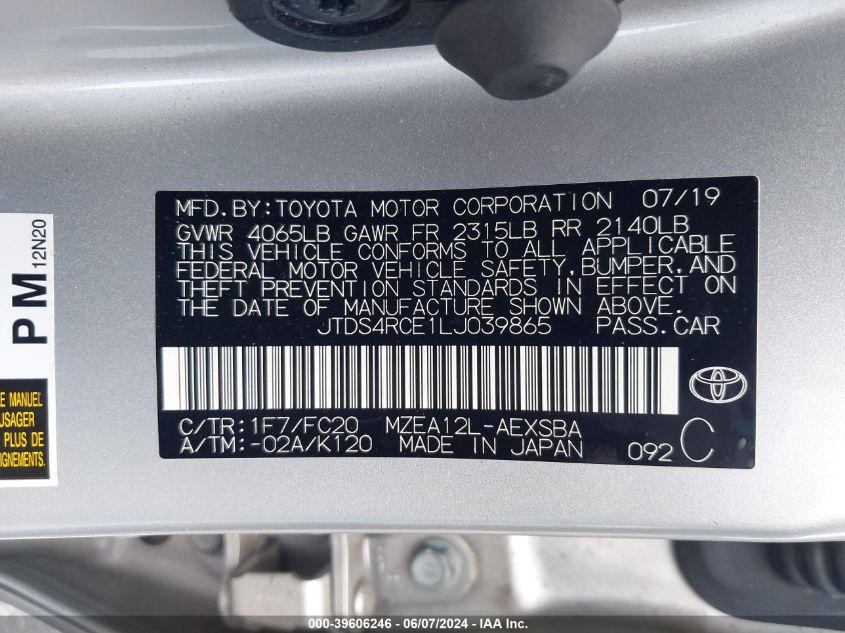 MFD.BY:TOYOTA MOTOR CORPORATION 07/19
GVWR 4065LB GAWR FR 2315LB RR 2140LB
THIS VEHICLE CONFORMS TO ALL APPLICABLE
FEDERAL MOTOR VEHICLE SAFETY,BUMPER,AND
THEFT PREVENTION STANDARDS IN EFFECT ON
THE DATE OF MANUFACTURE SHOWN ABOVE.
JTDS4RCE1LJ039865 PASS.CAR
C/TR:1F7/FC20 MZEA12L-AEXSBA
A/TM:-02A/K120 MADE IN JAPAN 092 C
PM
12N20
E MANUEL
USAGER
PLUS
IGNEMENTS.
000-39606246 - 06/07/2024 - IAA Inc.